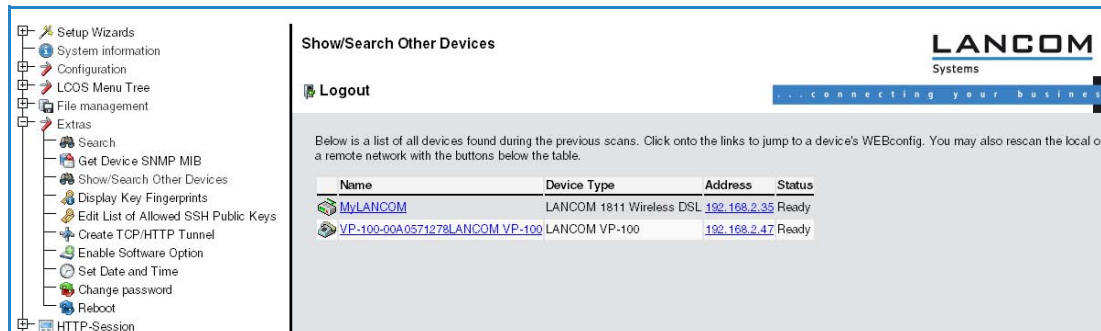 Setup Wizards
System information
Configuration
LCOS Menu Tree
File management
Extras
Search
Get Device SNMP MIB
Show/Search Other Devices
Display Key Fingerprints
Edit List of Allowed SSH Public Keys
Create TCP/HTTP Tunnel
Enable Software Option
Set Date and Time
Change password
Reboot
HTTP-Session
Show/Search Other Devices
LANCOM
Systems
Logout
...connecting your busines
Below is a list of all devices found during the previous scans. Click onto the links to jump to a device's WEBconfig. You may also rescan the local o
a remote network with the buttons below the table.
Name Device Type Address Status
MyLANCOM LANCOM 1811 Wireless DSL 192.168.2.35 Ready
VP-100-00A0571278LANCOM VP-100 LANCOM VP-100 192.168.2.47 Ready